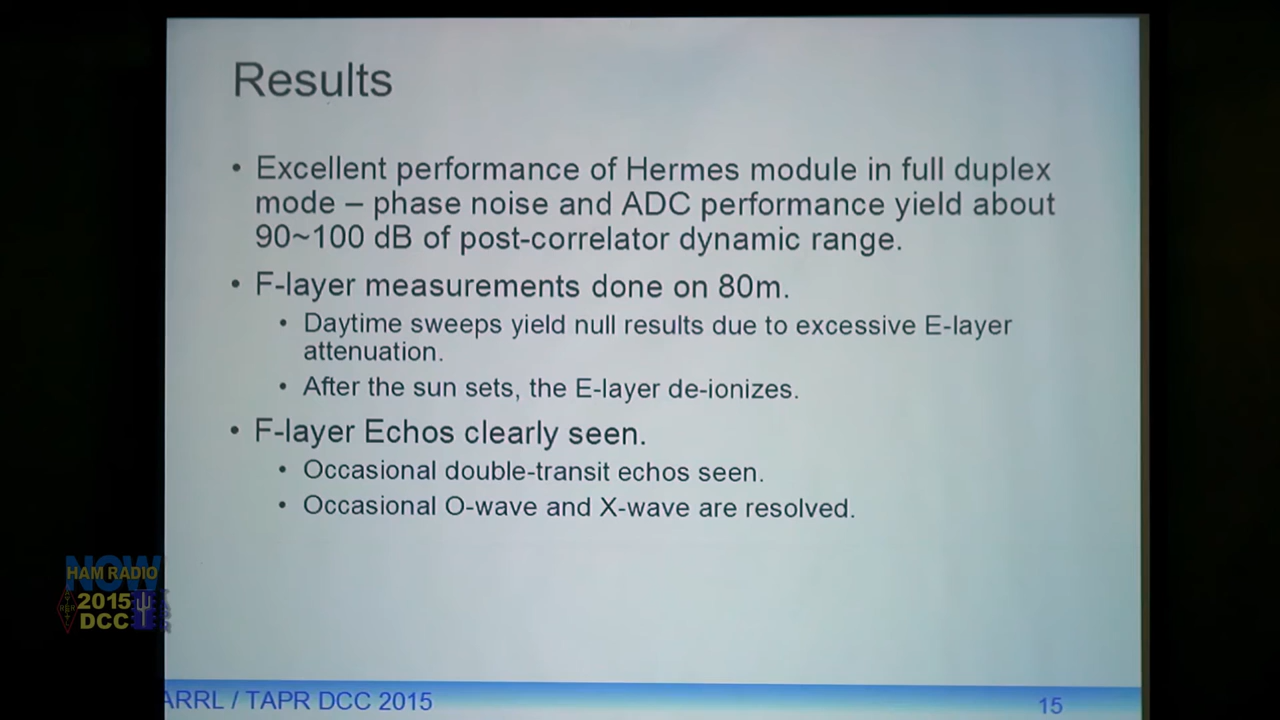 Results
• Excellent performance of Hermes module in full duplex
mode – phase noise and ADC performance yield about
90~100 dB of post-correlator dynamic range.
• F-layer measurements done on 80m.
• Daytime sweeps yield null results due to excessive E-layer
attenuation.
• After the sun sets, the E-layer de-ionizes.
• F-layer Echos clearly seen.
• Occasional double-transit echos seen.
• Occasional O-wave and X-wave are resolved.
NOW
HAM RADIO
2015
DCC
ARRL / TAPR DCC 2015
15